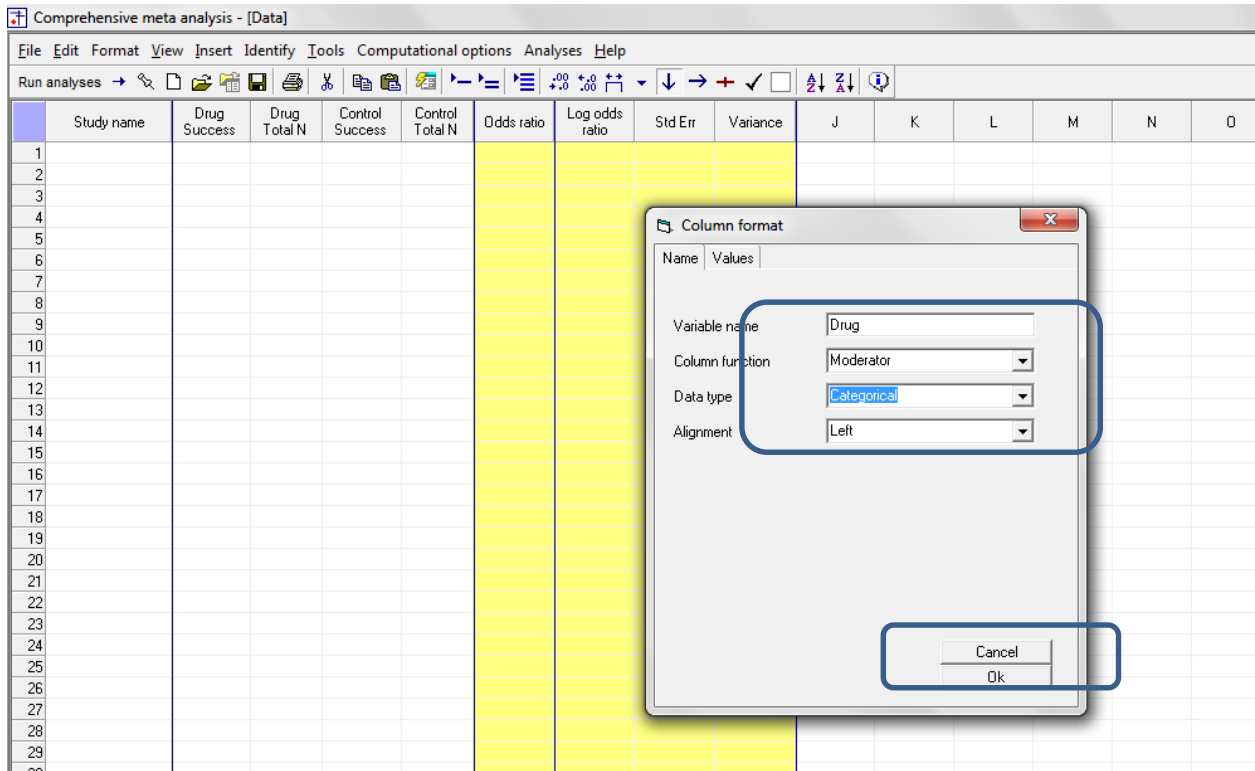 Comprehensive meta analysis - [Data]
File Edit Format View Insert Identify Tools Computational options Analyses Help
Run analyses
Study name Drug Success Drug Total N Control Success Control Total N Odds ratio Log odds ratio Std Err Variance J K L M N O
1
2
3
4
5
6
7
8
9
10
11
12
13
14
15
16
17
18
19
20
21
22
23
24
25
26
27
28
29
Column format
Name Values
Variable name Drug
Column function Moderator
Data type Categorical
Alignment Left
Cancel
Ok